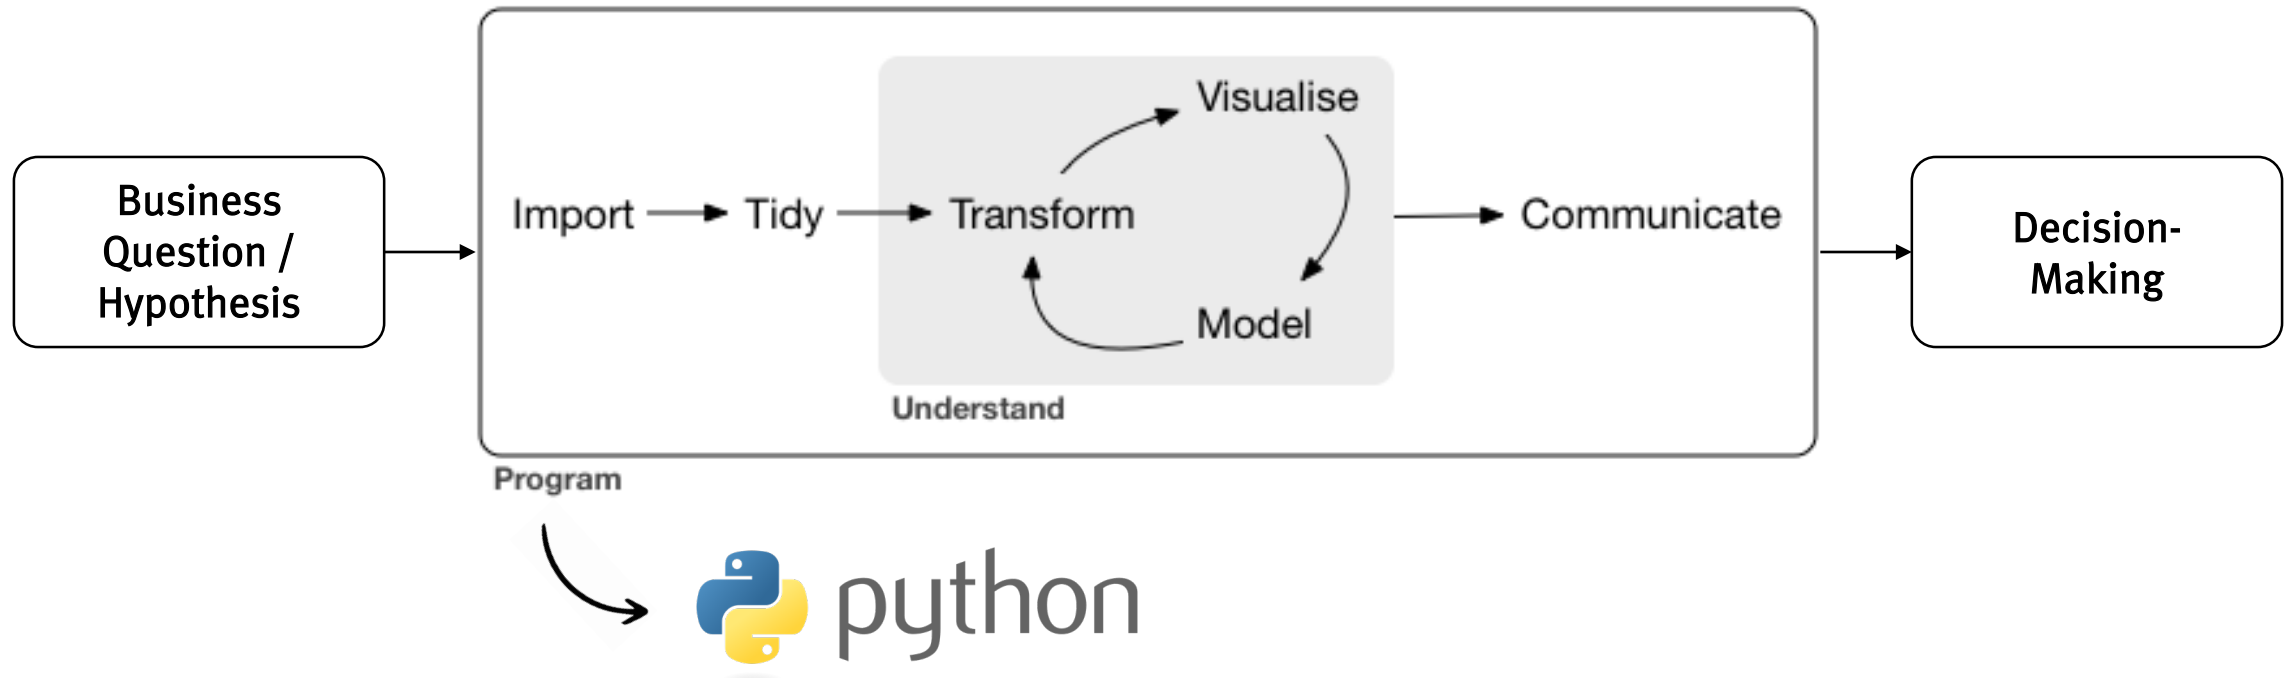 Business
Question /
Hypothesis
Import
Tidy
Transform
Visualise
Model
Understand
Communicate
Program
Decision-
Making
python